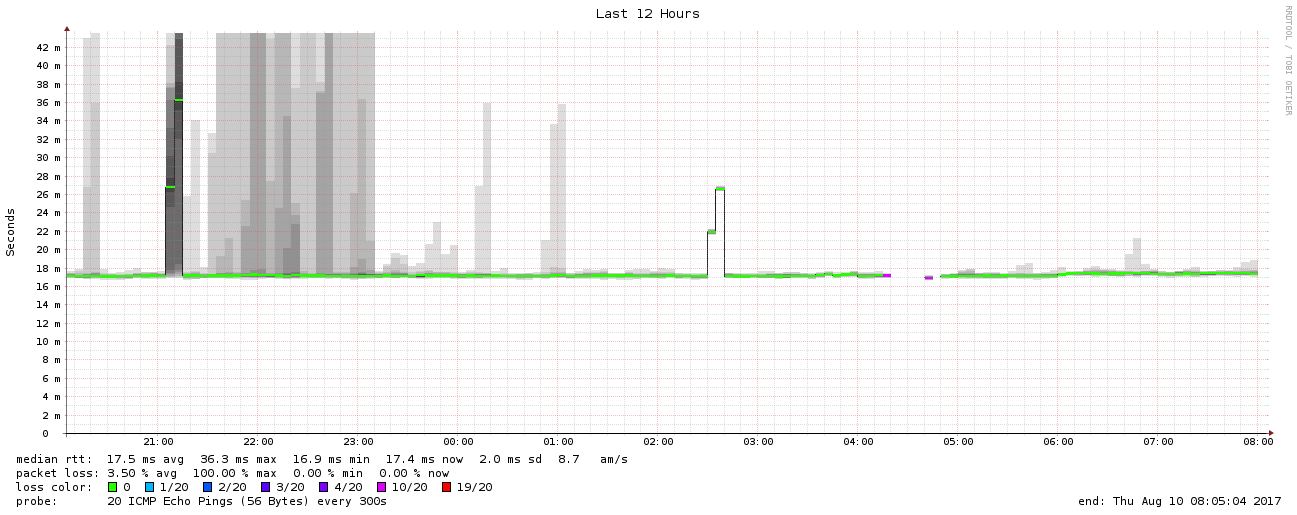 Last 12 Hours
RRDTOOL / TOBI OETIKER
Seconds
42 m
40 m
38 m
36 m
34 m
32 m
30 m
28 m
26 m
24 m
22 m
20 m
18 m
16 m
14 m
12 m
10 m
8 m
6 m
4 m
2 m
0
21:00 22:00 23:00 00:00 01:00 02:00 03:00 04:00 05:00 06:00 07:00 08:00
median rtt: 17.5 ms avg 36.3 ms max 16.9 ms min 17.4 ms now 2.0 ms sd 8.7 am/s
packet loss: 3.50 % avg 100.00 % max 0.00 % min 0.00 % now
loss color: 0 1/20 2/20 3/20 4/20 10/20 19/20
probe: 20 ICMP Echo Pings (56 Bytes) every 300s end: Thu Aug 10 08:05:04 2017